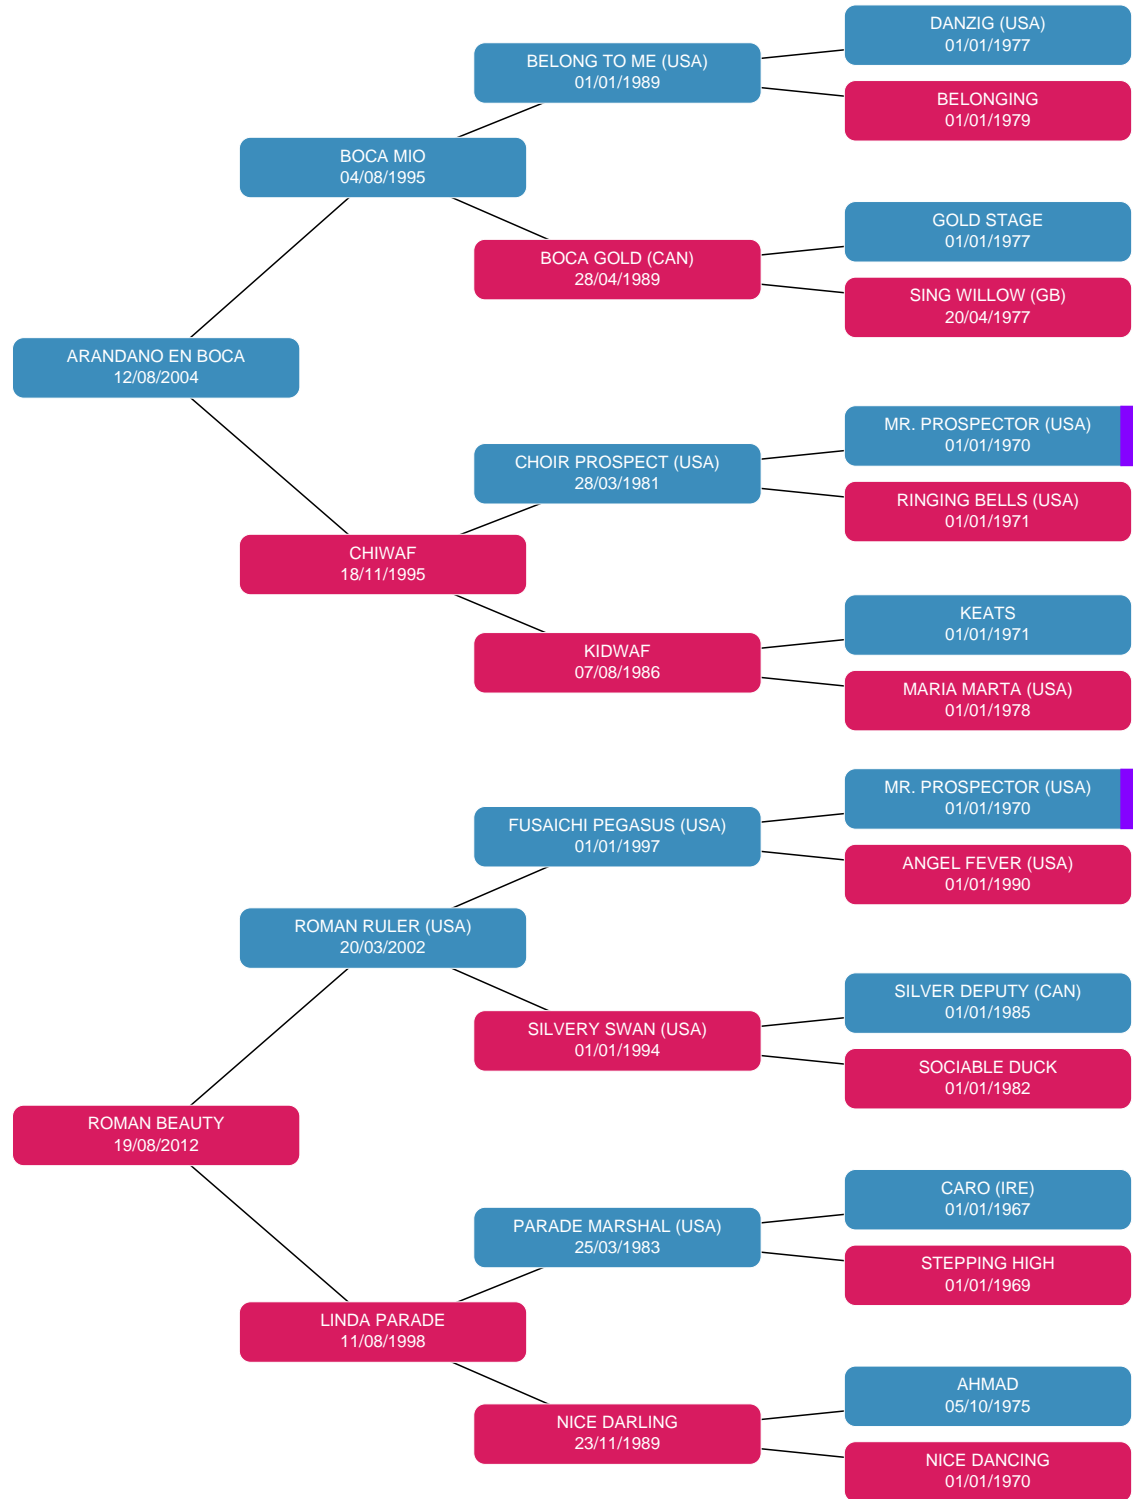 DANZIG (USA)
01/01/1977
BELONG TO ME (USA)
01/01/1989
BELONGING
01/01/1979
BOCA MIO
04/08/1995
GOLD STAGE
01/01/1977
BOCA GOLD (CAN)
28/04/1989
SING WILLOW (GB)
20/04/1977
ARANDANO EN BOCA
12/08/2004
MR. PROSPECTOR (USA)
01/01/1970
CHOIR PROSPECT (USA)
28/03/1981
RINGING BELLS (USA)
01/01/1971
CHIWAF
18/11/1995
KEATS
01/01/1971
KIDWAF
07/08/1986
MARIA MARTA (USA)
01/01/1978
MR. PROSPECTOR (USA)
01/01/1970
FUSAICHI PEGASUS (USA)
01/01/1997
ANGEL FEVER (USA)
01/01/1990
ROMAN RULER (USA)
20/03/2002
SILVER DEPUTY (CAN)
01/01/1985
SILVERY SWAN (USA)
01/01/1994
SOCIABLE DUCK
01/01/1982
ROMAN BEAUTY
19/08/2012
CARO (IRE)
01/01/1967
PARADE MARSHAL (USA)
25/03/1983
STEPPING HIGH
01/01/1969
LINDA PARADE
11/08/1998
AHMAD
05/10/1975
NICE DARLING
23/11/1989
NICE DANCING
01/01/1970